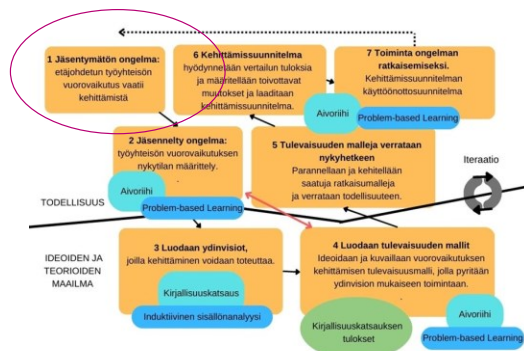 1 Jäsentymätön ongelma:
etäjohdetun työyhteisön
vuorovaikutus vaatii
kehittämistä
6 Kehittämissuunnitelma
hyödynnetään vertailun tuloksia
ja määritellään toivottavat
muutokset ja laaditaan
kehittämissuunnitelma.
7 Toiminta ongelman
ratkaisemiseksi.
Kehittämissuunnitelman
käyttöönottosuunnitelma
Aivoriihi
Problem-based Learning
2 Jäsennelty ongelma:
työyhteisön vuorovaikutuksen
nykytilan määrittely.
.
Aivoriihi
Problem-based Learning
5 Tulevaisuuden malleja verrataan
nykyhetkeen
Parannellaan ja kehitellään
saatuja ratkaisumalleja
ja verrataan todellisuuteen.
Iteraatio
TODELLISUUS
IDEOIDEN JA
TEORIOIDEN
MAAILMA
3 Luodaan ydinvisiot,
joilla kehittäminen voidaan toteuttaa.
Kirjallisuuskatsaus
Induktiivinen sisällönanalyysi
4 Luodaan tulevaisuuden mallit
Ideoidaan ja kuvaillaan vuorovaikutuksen
kehittämisen tulevaisuusmalli, jolla pyritään
ydinvision mukaiseen toimintaan.
.
Kirjallisuuskatsauksen
tulokset
Aivoriihi
Problem-based Learning